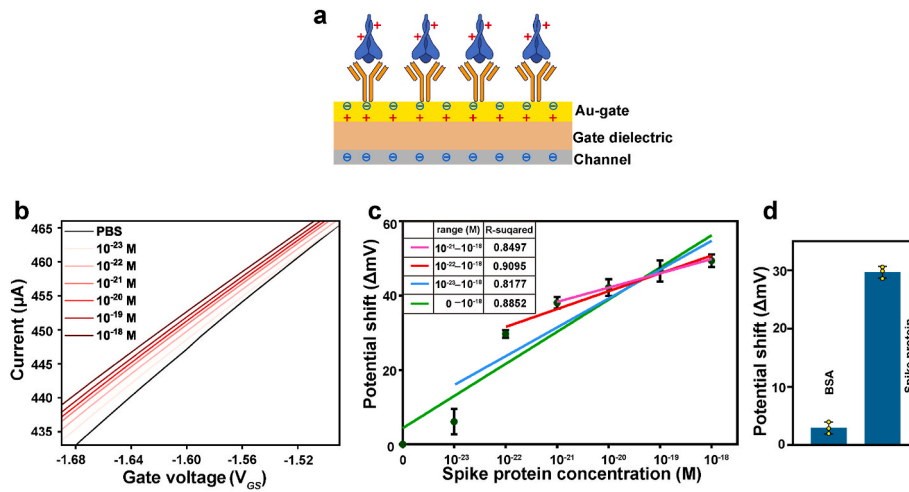 a
+ + + + + + + +
⊖ ⊖ ⊖ ⊖ ⊖ ⊖ ⊖ ⊖
+ + + + + + + +
Au-gate
Gate dielectric
⊖ ⊖ ⊖ ⊖ ⊖ ⊖ ⊖ ⊖
Channel
b
465
460
455
450
445
440
435
Current (µA)
PBS
10⁻²³ M
10⁻²² M
10⁻²¹ M
10⁻²⁰ M
10⁻¹⁹ M
10⁻¹⁸ M
-1.68 -1.64 -1.60 -1.56 -1.52
Gate voltage (V_GS)
c
60
40
20
0
Potential shift (ΔmV)
range (M) R-suqared
10⁻²¹–10⁻¹⁸ 0.8497
10⁻²²–10⁻¹⁸ 0.9095
10⁻²³–10⁻¹⁸ 0.8177
0 –10⁻¹⁸ 0.8852
0 10⁻²³ 10⁻²² 10⁻²¹ 10⁻²⁰ 10⁻¹⁹ 10⁻¹⁸
Spike protein concentration (M)
d
30
20
10
0
Potential shift (ΔmV)
BSA
Spike protein